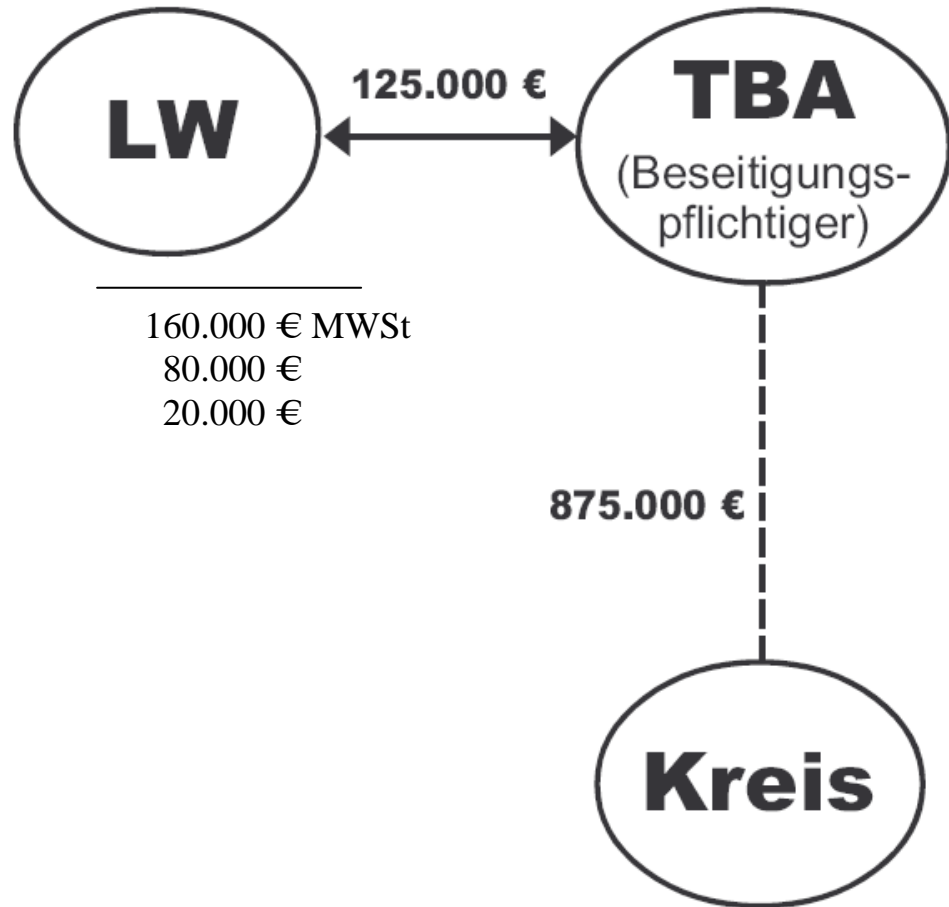 LW
125.000 €
TBA
(Beseitigungs-
pflichtiger)
160.000 € MWSt
80.000 €
20.000 €
875.000 €
Kreis